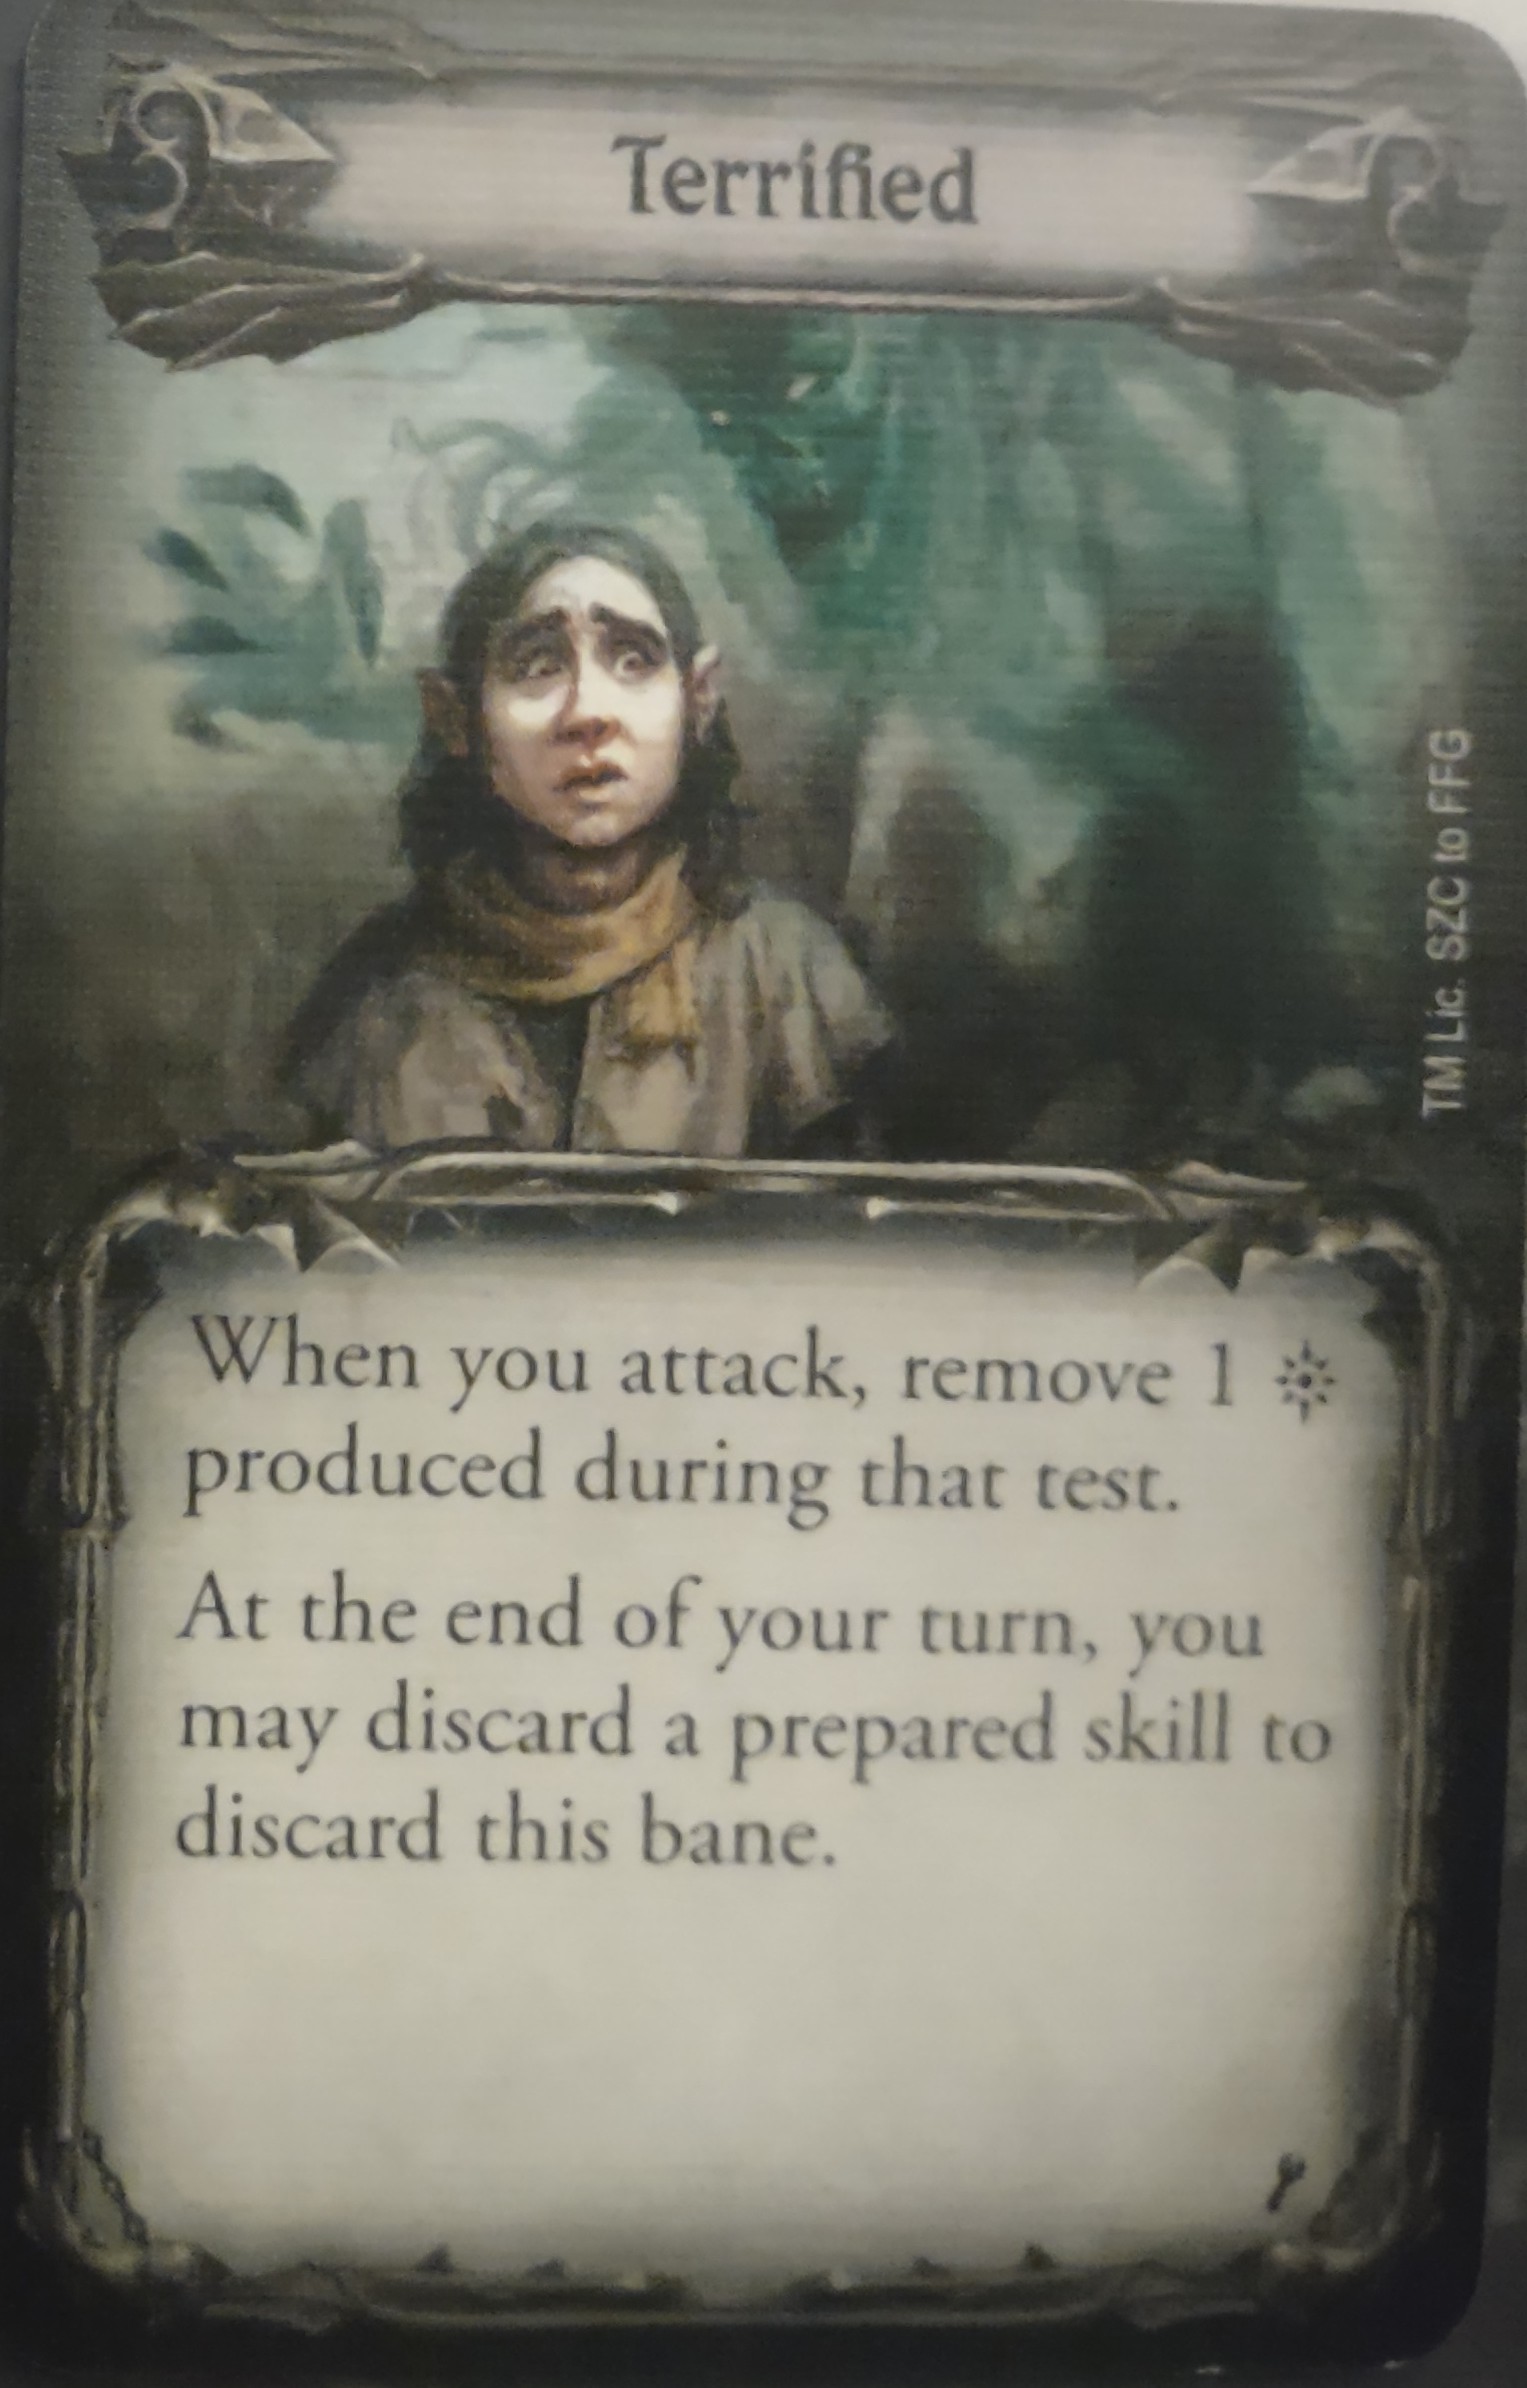 Terrified
TM Lic. SZC to FFG
When you attack, remove 1
produced during that test.
At the end of your turn, you
may discard a prepared skill to
discard this bane.